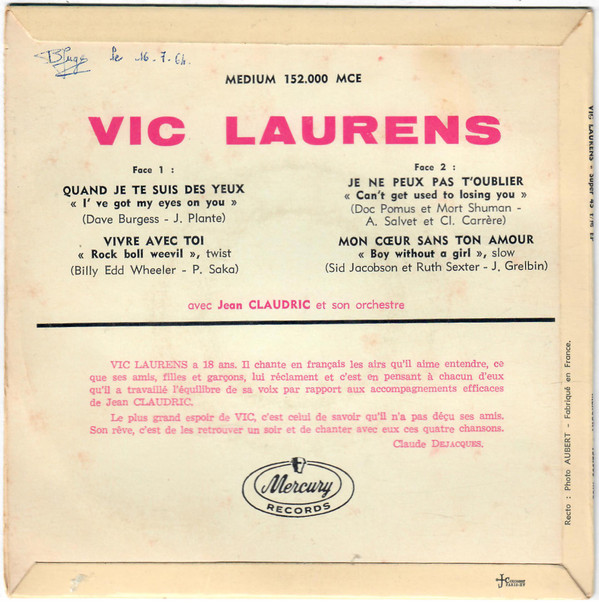 le 16.7.64
MEDIUM 152.000 MCE
VIC LAURENS
Face 1 :
QUAND JE TE SUIS DES YEUX
« I' ve got my eyes on you »
(Dave Burgess - J. Plante)
VIVRE AVEC TOI
« Rock boll weevil », twist
(Billy Edd Wheeler - P. Saka)
Face 2 :
JE NE PEUX PAS T'OUBLIER
« Can't get used to losing you »
(Doc Pomus et Mort Shuman -
A. Salvet et Cl. Carrère)
MON CŒUR SANS TON AMOUR
« Boy without a girl », slow
(Sid Jacobson et Ruth Sexter - J. Grelbin)
avec Jean CLAUDRIC et son orchestre
VIC LAURENS a 18 ans. Il chante en français les airs qu'il aime entendre, ce
que ses amis, filles et garçons, lui réclament et c'est en pensant à chacun d'eux
qu'il a travaillé l'équilibre de sa voix par rapport aux accompagnements efficaces
de Jean CLAUDRIC.
Le plus grand espoir de VIC, c'est celui de savoir qu'il n'a pas déçu ses amis.
Son rêve, c'est de les retrouver un soir et de chanter avec eux ces quatre chansons.
Claude DEJACQUES.
Mercury
RECORDS
Recto : Photo AUBERT - Fabriqué en France.
VIC LAURENS - Super 45